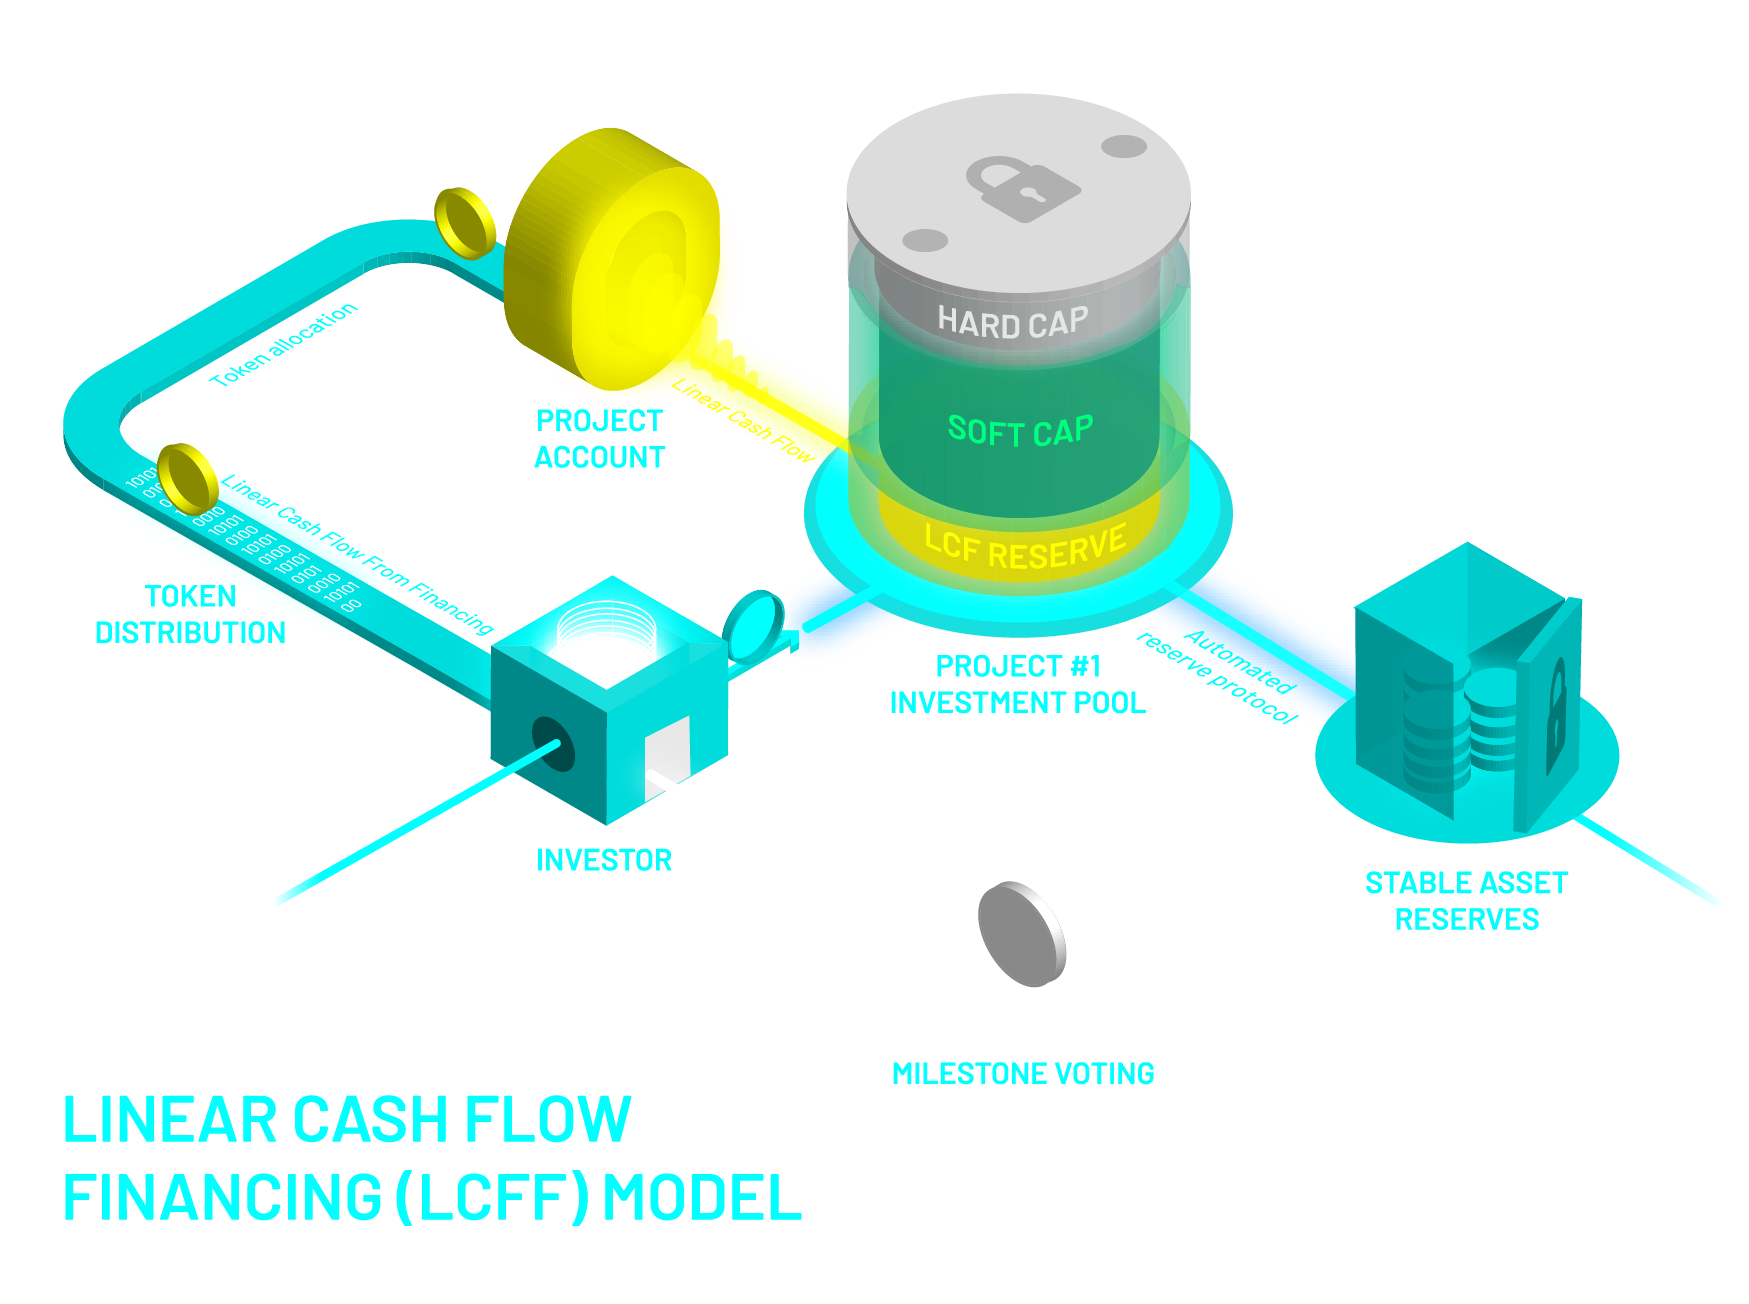 HARD CAP
SOFT CAP
LCF RESERVE
Token allocation
PROJECT
ACCOUNT
Linear Cash Flow
Linear Cash Flow From Financing
10101
0010
10101
0100
10101
0100
10101
0101
0010
10101
00
TOKEN
DISTRIBUTION
PROJECT #1
INVESTMENT POOL
Automated
reserve protocol
INVESTOR
STABLE ASSET
RESERVES
MILESTONE VOTING
LINEAR CASH FLOW
FINANCING (LCFF) MODEL